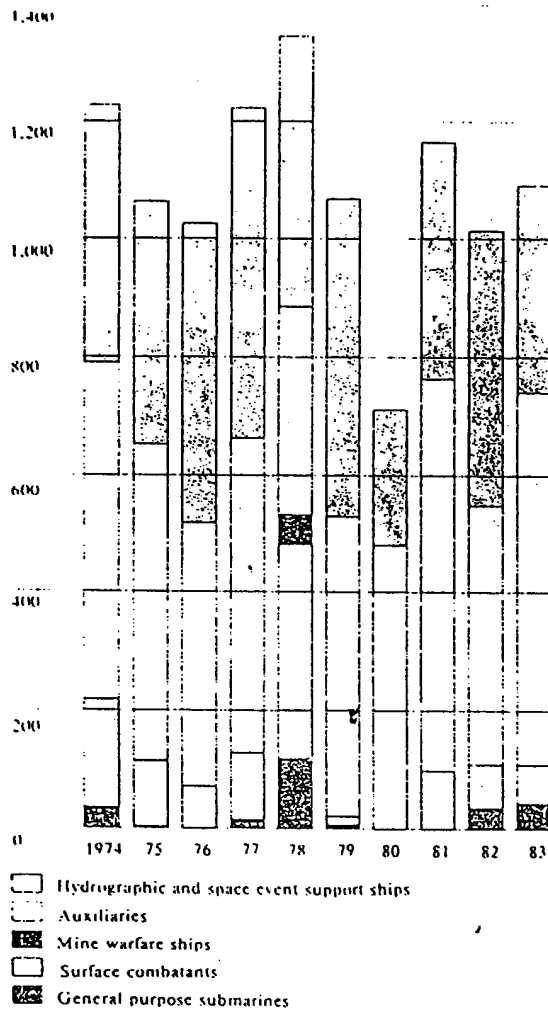 1,400
1,200
1,000
800
600
400
200
0
1974 75 76 77 78 79 80 81 82 83
Hydrographic and space event support ships
Auxiliaries
Mine warfare ships
Surface combatants
General purpose submarines